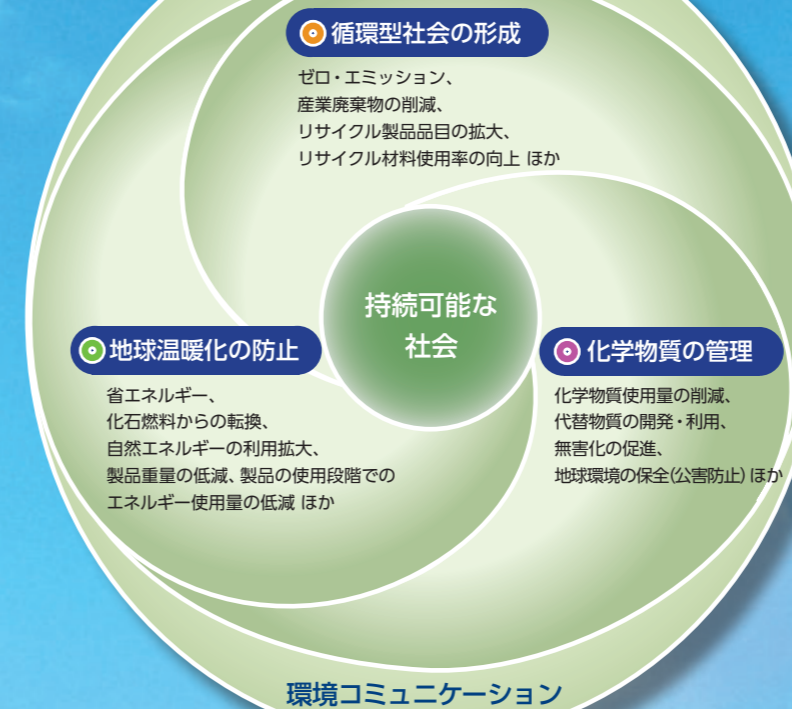 循環型社会の形成
ゼロ・エミッション、
産業廃棄物の削減、
リサイクル製品品目の拡大、
リサイクル材料使用率の向上 ほか
持続可能な
社会
地球温暖化の防止
省エネルギー、
化石燃料からの転換、
自然エネルギーの利用拡大、
製品重量の低減、製品の使用段階での
エネルギー使用量の低減 ほか
化学物質の管理
化学物質使用量の削減、
代替物質の開発・利用、
無害化の促進、
地球環境の保全(公害防止) ほか
環境コミュニケーション